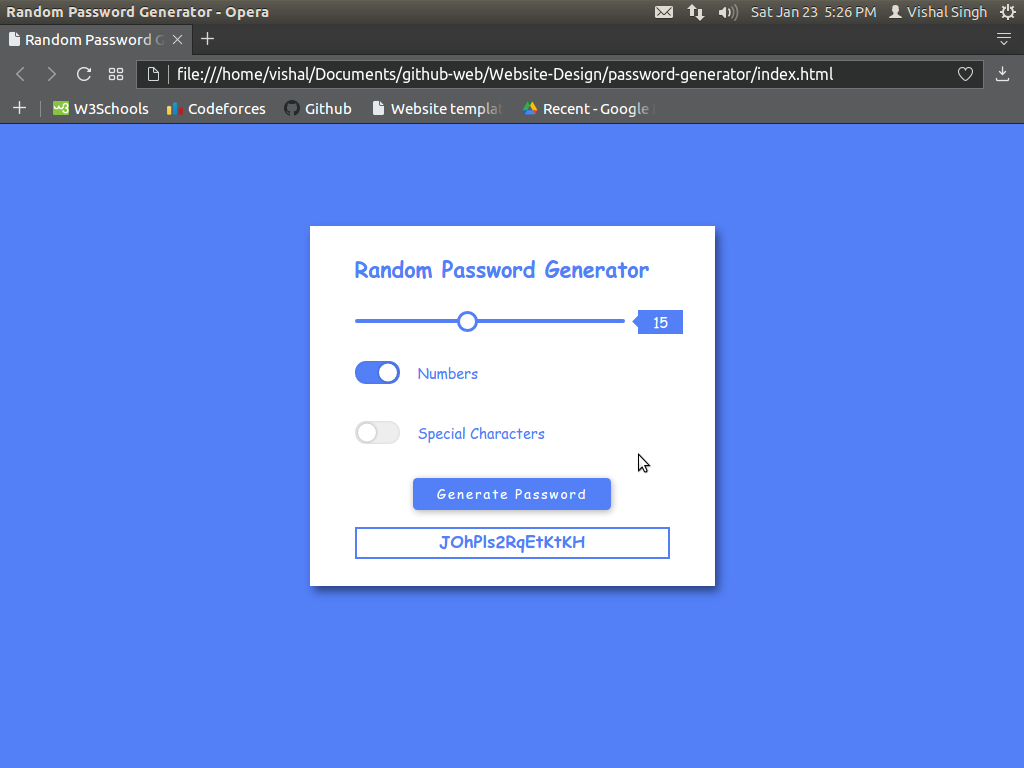 Random Password Generator - Opera
Sat Jan 23 5:26 PM Vishal Singh
Random Password
file:///home/vishal/Documents/github-web/Website-Design/password-generator/index.html
W3Schools Codeforces Github Website templat Recent - Google
Random Password Generator
15
Numbers
Special Characters
Generate Password